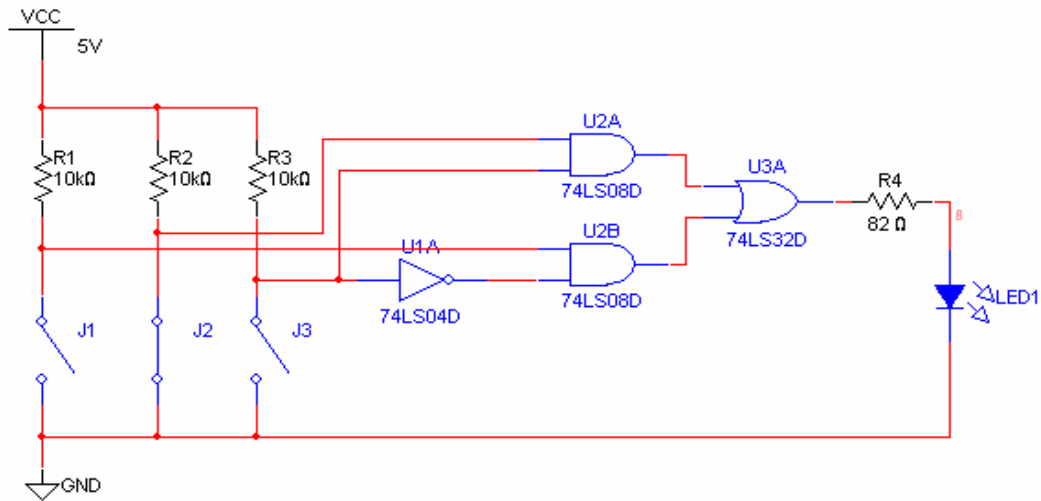 VCC
5V
R1
10kΩ
R2
10kΩ
R3
10kΩ
U2A
74LS08D
U3A
74LS32D
R4
82 Ω
8
U1A
74LS04D
U2B
74LS08D
LED1
J1
J2
J3
GND